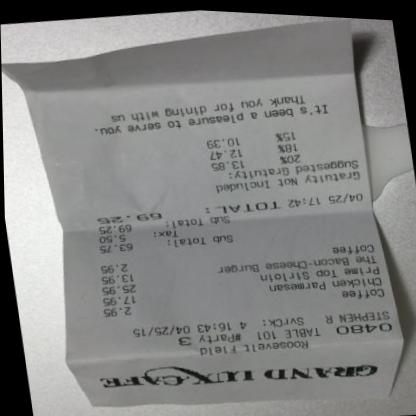 GRAND LUX CAFE
Roosevelt Field
0480 TABLE 101 #Party 3
STEPHEN R SvrCk: 4 16:43 04/25/15
Coffee 2.95
Chicken Parmesan 17.95
Prime Top Sirloin 25.95
The Bacon-Cheese Burger 13.95
Coffee 2.95
Sub Total: 63.75
Tax: 5.50
Sub Total: 69.25
04/25 17:42 TOTAL: 69.25
Gratuity Not Included
Suggested Gratuity:
20% 13.85
18% 12.47
15% 10.39
It's been a pleasure to serve you.
Thank you for dining with us